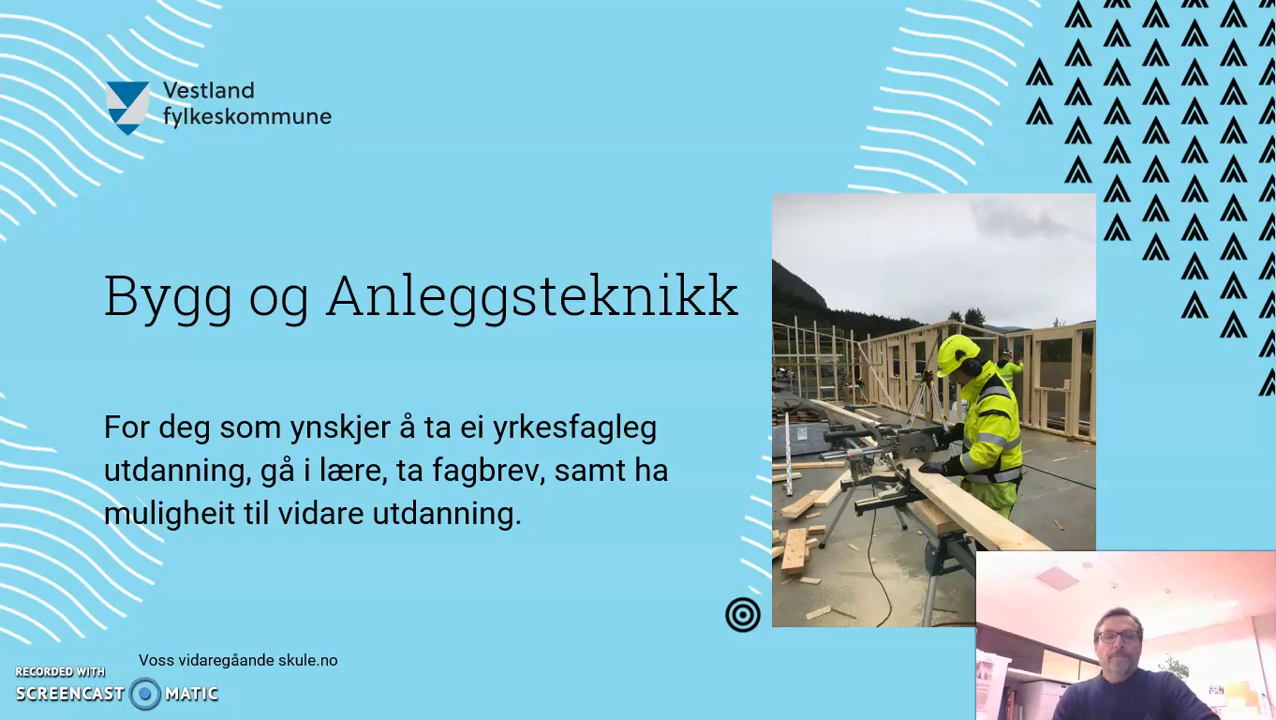 Vestland
fylkeskommune
Bygg og Anleggsteknikk
For deg som ynskjer å ta ei yrkesfagleg
utdanning, gå i lære, ta fagbrev, samt ha
muligheit til vidare utdanning.
Voss vidaregåande skule.no
RECORDED WITH
SCREENCAST MATIC